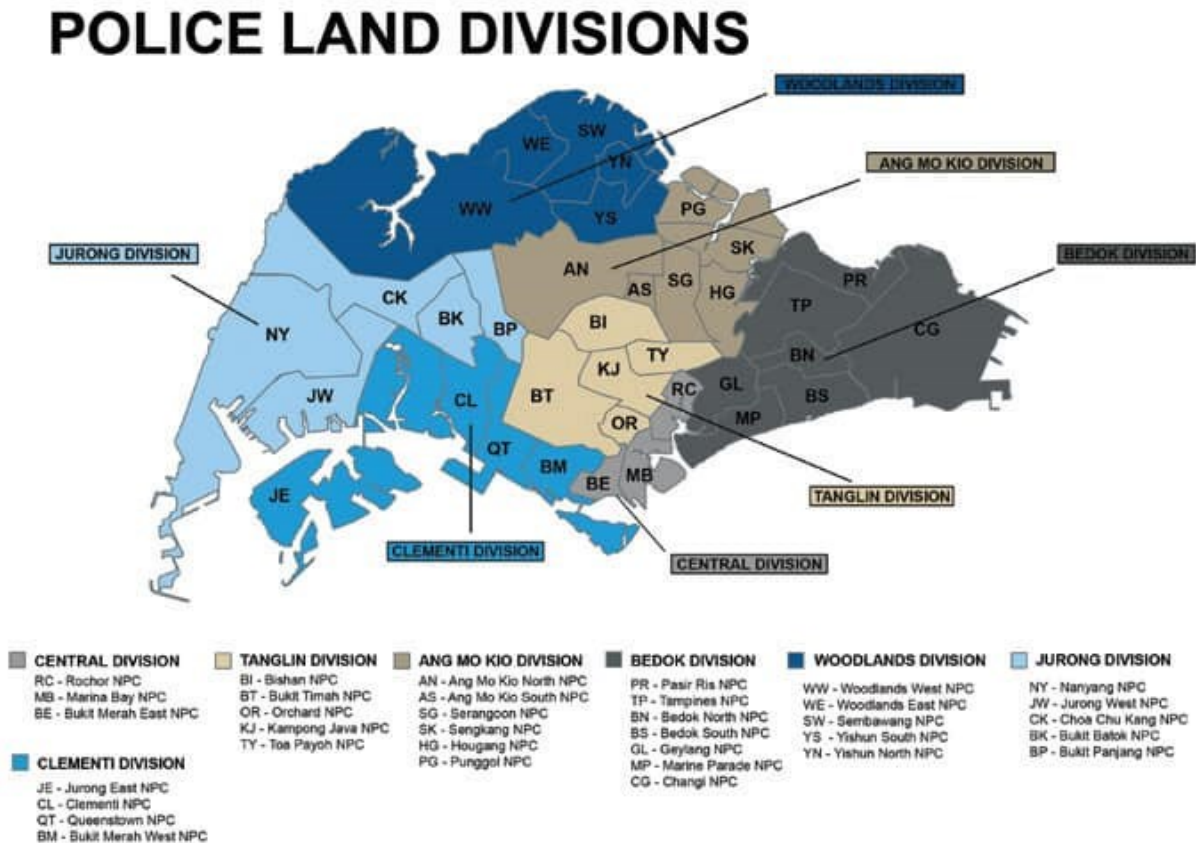 POLICE LAND DIVISIONS
WOODLANDS DIVISION
SW
WE
YN
ANG MO KIO DIVISION
WW
YS
PG
JURONG DIVISION
SK
BEDOK DIVISION
AN
SG
AS
HG
PR
CK
TP
BK
BI
NY
BP
CG
TY
BN
KJ
RC
GL
JW
CL
BT
BS
OR
MP
QT
BM
MB
BE
JE
TANGLIN DIVISION
CLEMENTI DIVISION
CENTRAL DIVISION
CENTRAL DIVISION
RC - Rochor NPC
MB - Marina Bay NPC
BE - Bukit Merah East NPC
TANGLIN DIVISION
BI - Bishan NPC
BT - Bukit Timah NPC
OR - Orchard NPC
KJ - Kampong Java NPC
TY - Toa Payoh NPC
ANG MO KIO DIVISION
AN - Ang Mo Kio North NPC
AS - Ang Mo Kio South NPC
SG - Serangoon NPC
SK - Sengkang NPC
HG - Hougang NPC
PG - Punggol NPC
BEDOK DIVISION
PR - Pasir Ris NPC
TP - Tampines NPC
BN - Bedok North NPC
BS - Bedok South NPC
GL - Geylang NPC
MP - Marine Parade NPC
CG - Changi NPC
WOODLANDS DIVISION
WW - Woodlands West NPC
WE - Woodlands East NPC
SW - Sembawang NPC
YS - Yishun South NPC
YN - Yishun North NPC
JURONG DIVISION
NY - Nanyang NPC
JW - Jurong West NPC
CK - Choa Chu Kang NPC
BK - Bukit Batok NPC
BP - Bukit Panjang NPC
CLEMENTI DIVISION
JE - Jurong East NPC
CL - Clementi NPC
QT - Queenstown NPC
BM - Bukit Merah West NPC